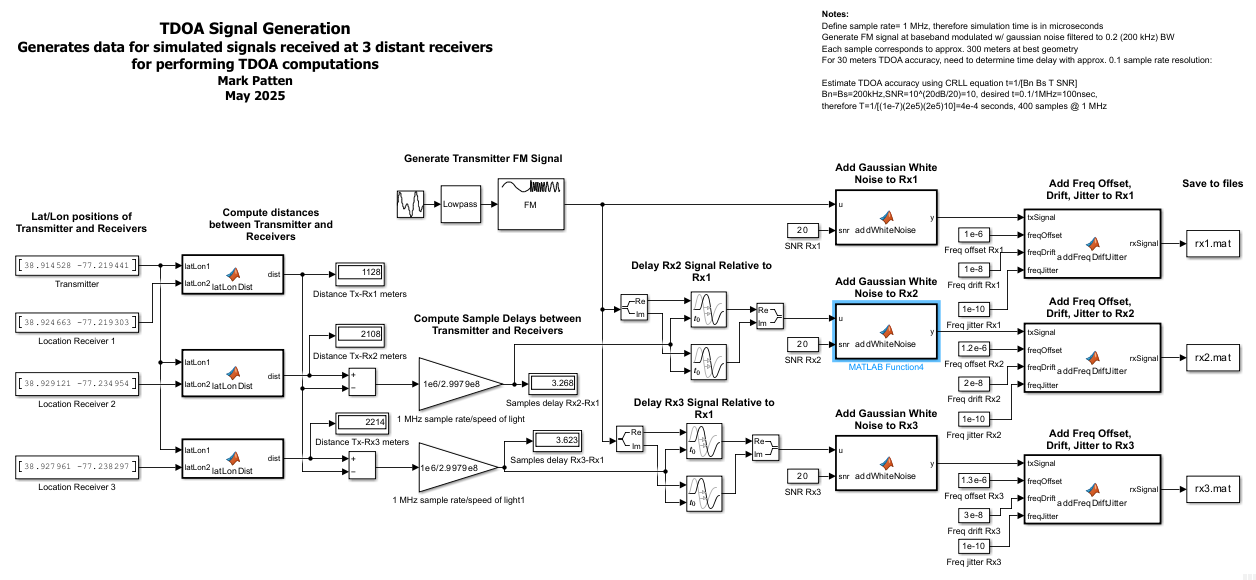 TDOA Signal Generation
Generates data for simulated signals received at 3 distant receivers
for performing TDOA computations
Mark Patten
May 2025
Notes:
Define sample rate= 1 MHz, therefore simulation time is in microseconds
Generate FM signal at baseband modulated w/ gaussian noise filtered to 0.2 (200 kHz) BW
Each sample corresponds to approx. 300 meters at best geometry
For 30 meters TDOA accuracy, need to determine time delay with approx. 0.1 sample rate resolution:
Estimate TDOA accuracy using CRLL equation t=1/[Bn Bs T SNR]
Bn=Bs=200kHz,SNR=10^(20dB/20)=10, desired t=0.1/1MHz=100nsec,
therefore T=1/[(1e-7)(2e5)(2e5)10]=4e-4 seconds, 400 samples @ 1 MHz
Lat/Lon positions of
Transmitter and Receivers
[ 38.914528 -77.219441 ]
Transmitter
[ 38.924663 -77.219303 ]
Location Receiver 1
[ 38.929121 -77.234954 ]
Location Receiver 2
[ 38.927961 -77.238297 ]
Location Receiver 3
Compute distances
between Transmitter and
Receivers
latLon1
latLon2
latLonDist
dist
latLon1
latLon2
latLonDist
dist
latLon1
latLon2
latLonDist
dist
1128
Distance Tx-Rx1 meters
2108
Distance Tx-Rx2 meters
2214
Distance Tx-Rx3 meters
+
−
+
−
Compute Sample Delays between
Transmitter and Receivers
1e6/2.9979e8
1 MHz sample rate/speed of light
3.268
Samples delay Rx2-Rx1
1e6/2.9979e8
1 MHz sample rate/speed of light1
3.623
Samples delay Rx3-Rx1
Generate Transmitter FM Signal
Lowpass
FM
Delay Rx2 Signal Relative to
Rx1
Re
Im
t0
t0
Re
Im
Delay Rx3 Signal Relative to
Rx1
Re
Im
t0
t0
Re
Im
Add Gaussian White
Noise to Rx1
u
snr
addWhiteNoise
y
20
SNR Rx1
Add Gaussian White
Noise to Rx2
u
snr
addWhiteNoise
y
MATLAB Function4
20
SNR Rx2
Add Gaussian White
Noise to Rx3
u
snr
addWhiteNoise
y
20
SNR Rx3
Add Freq Offset,
Drift, Jitter to Rx1
txSignal
freqOffset
freqDrift
freqJitter
addFreqDriftJitter
rxSignal
1e-6
Freq offset Rx1
1e-8
Freq drift Rx1
1e-10
Freq jitter Rx1
Add Freq Offset,
Drift, Jitter to Rx2
txSignal
freqOffset
freqDrift
freqJitter
addFreqDriftJitter
rxSignal
1.2e-6
Freq offset Rx2
2e-8
Freq drift Rx2
1e-10
Freq jitter Rx2
Add Freq Offset,
Drift, Jitter to Rx3
txSignal
freqOffset
freqDrift
freqJitter
addFreqDriftJitter
rxSignal
1.3e-6
Freq offset Rx3
3e-8
Freq drift Rx3
1e-10
Freq jitter Rx3
Save to files
rx1.mat
rx2.mat
rx3.mat